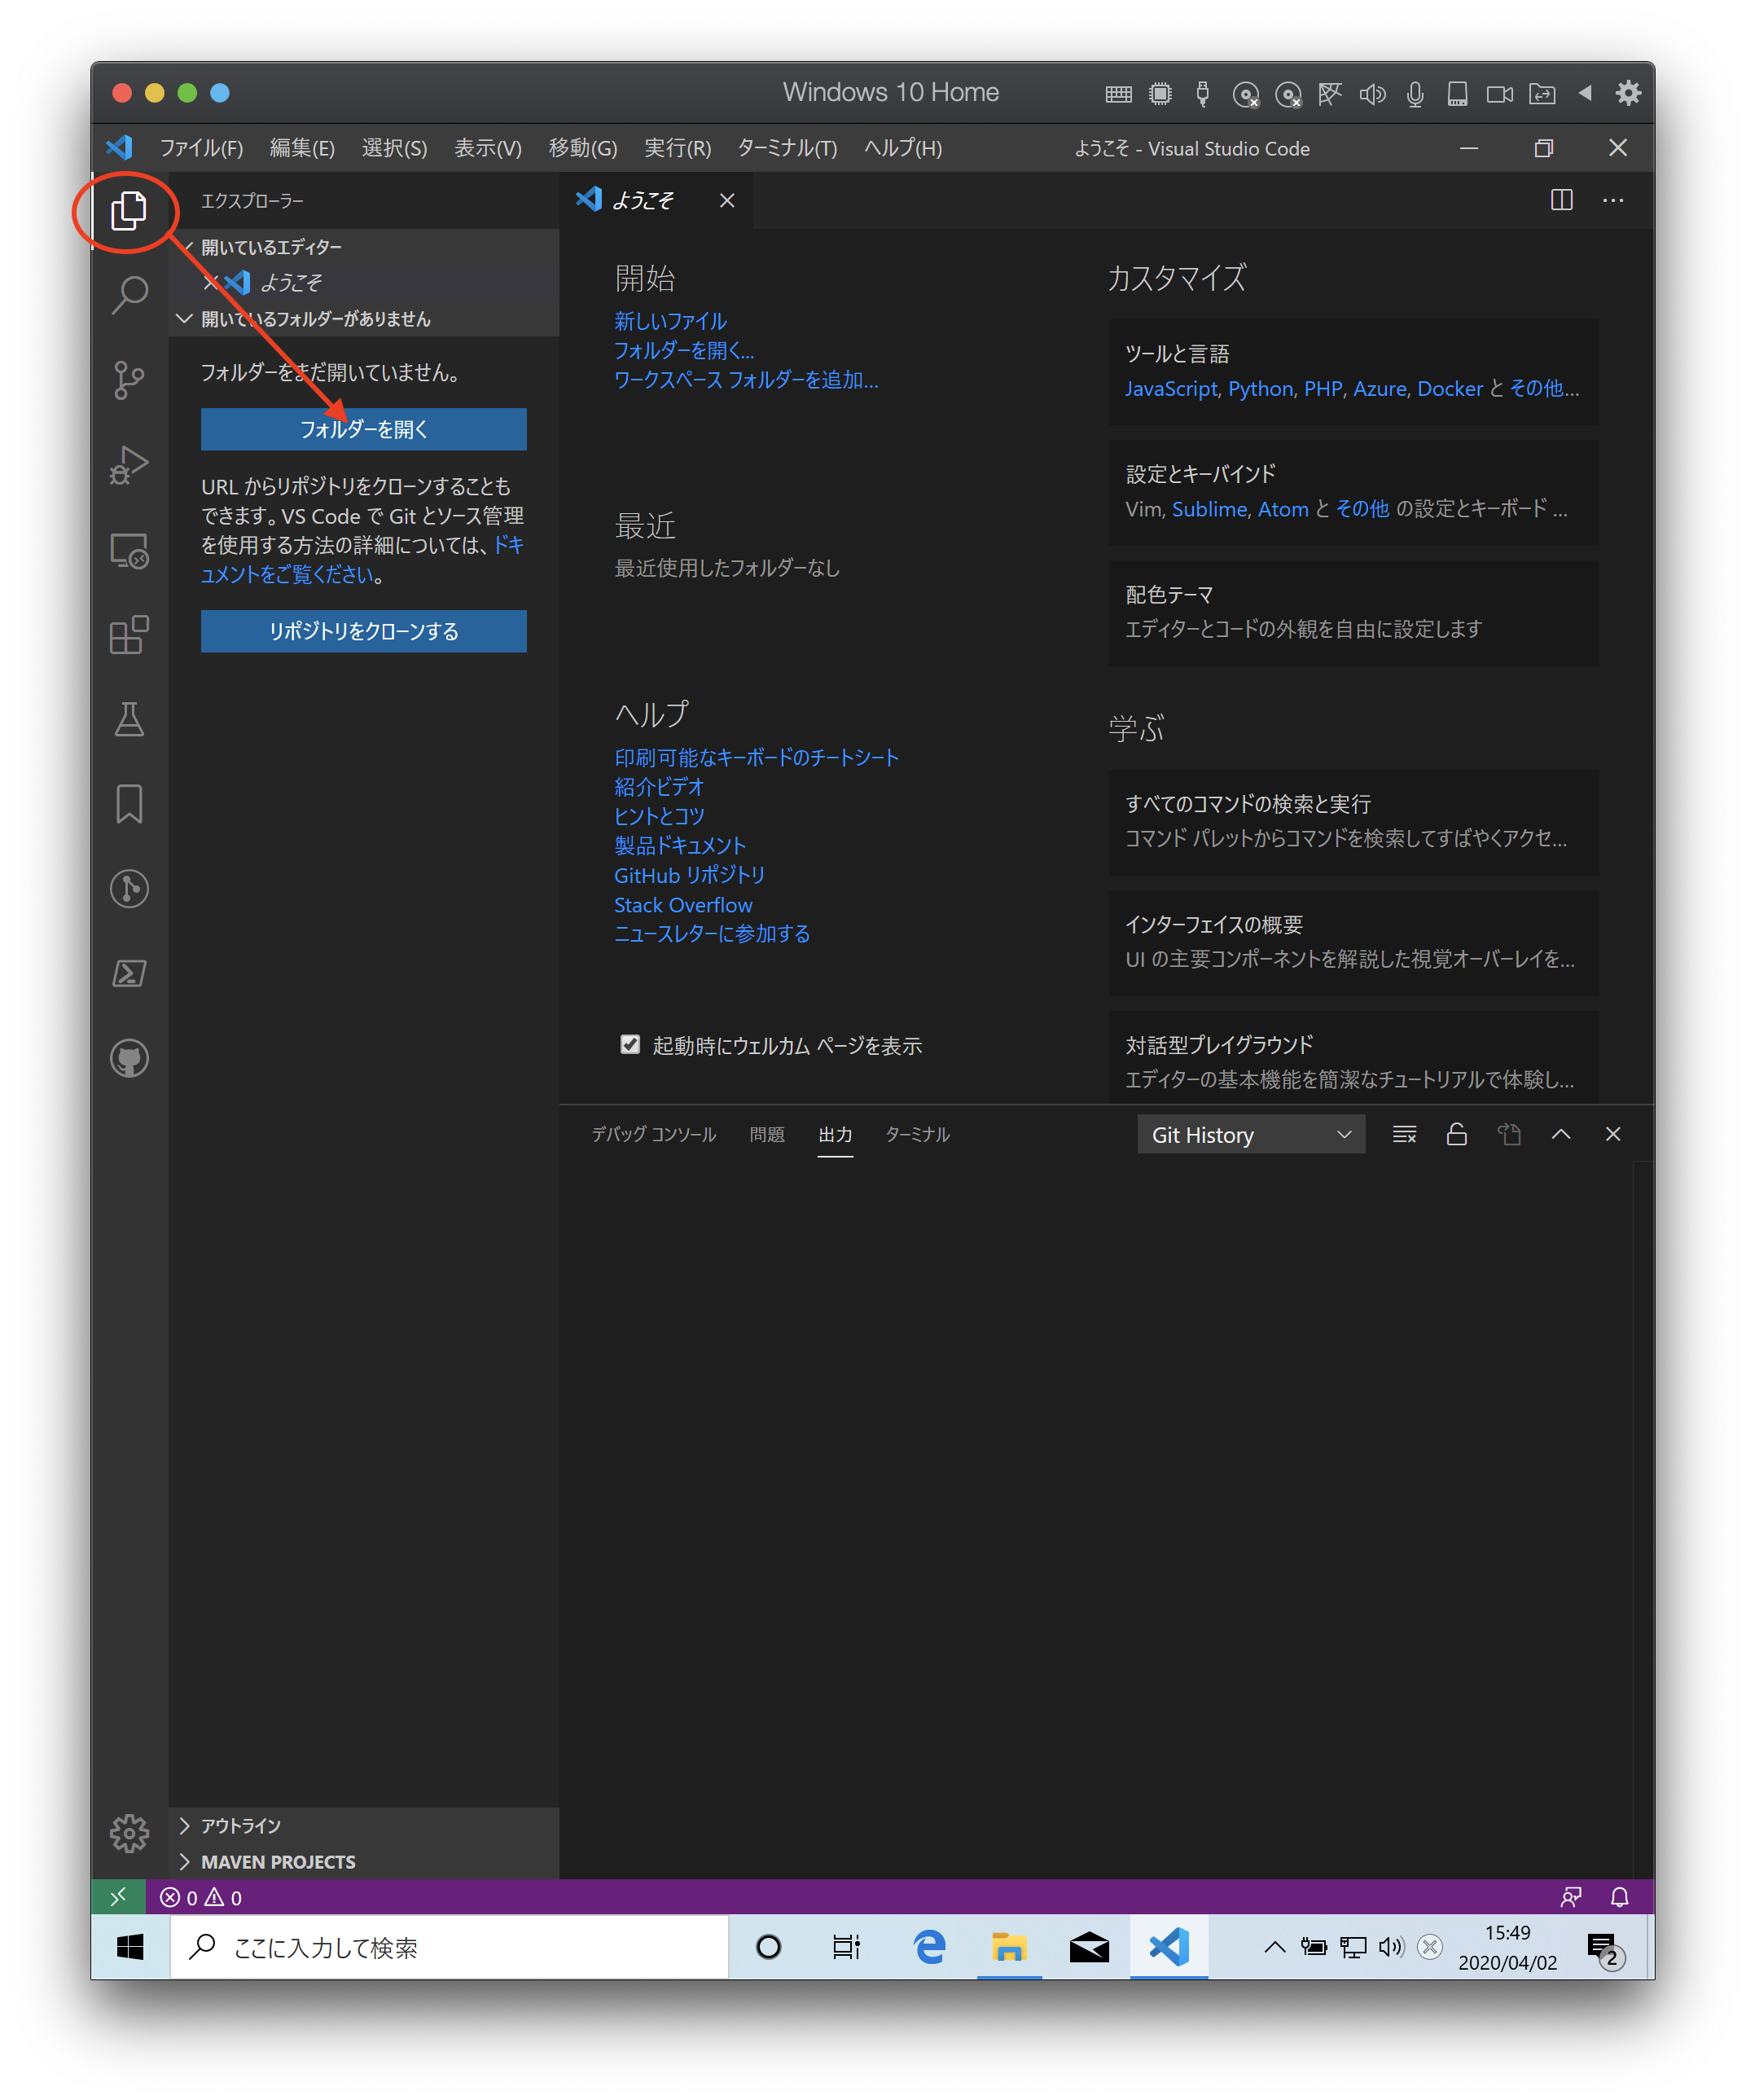 Windows 10 Home
ファイル(F) 編集(E) 選択(S) 表示(V) 移動(G) 実行(R) ターミナル(T) ヘルプ(H) ようこそ - Visual Studio Code
エクスプローラー
開いているエディター
ようこそ
開いているフォルダーがありません
フォルダーをまだ開いていません。
フォルダーを開く
URL からリポジトリをクローンすることも
できます。VS Code で Git とソース管理
を使用する方法の詳細については、ドキ
ュメントをご覧ください。
リポジトリをクローンする
アウトライン
MAVEN PROJECTS
ようこそ
開始
新しいファイル
フォルダーを開く...
ワークスペース フォルダーを追加...
最近
最近使用したフォルダーなし
ヘルプ
印刷可能なキーボードのチートシート
紹介ビデオ
ヒントとコツ
製品ドキュメント
GitHub リポジトリ
Stack Overflow
ニュースレターに参加する
起動時にウェルカム ページを表示
カスタマイズ
ツールと言語
JavaScript, Python, PHP, Azure, Docker と その他...
設定とキーバインド
Vim, Sublime, Atom と その他 の設定とキーボード ...
配色テーマ
エディターとコードの外観を自由に設定します
学ぶ
すべてのコマンドの検索と実行
コマンド パレットからコマンドを検索してすばやくアクセ...
インターフェイスの概要
UI の主要コンポーネントを解説した視覚オーバーレイを...
対話型プレイグラウンド
エディターの基本機能を簡潔なチュートリアルで体験し...
デバッグ コンソール 問題 出力 ターミナル Git History
0 0
ここに入力して検索
15:49
2020/04/02
2